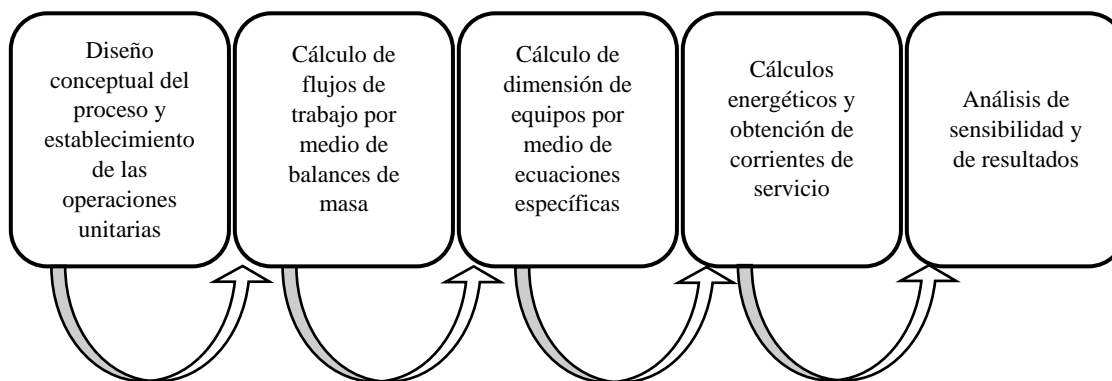 Diseño
conceptual del
proceso y
establecimiento
de las
operaciones
unitarias
Cálculo de
flujos de
trabajo por
medio de
balances de
masa
Cálculo de
dimensión de
equipos por
medio de
ecuaciones
específicas
Cálculos
energéticos y
obtención de
corrientes de
servicio
Análisis de
sensibilidad y
de resultados